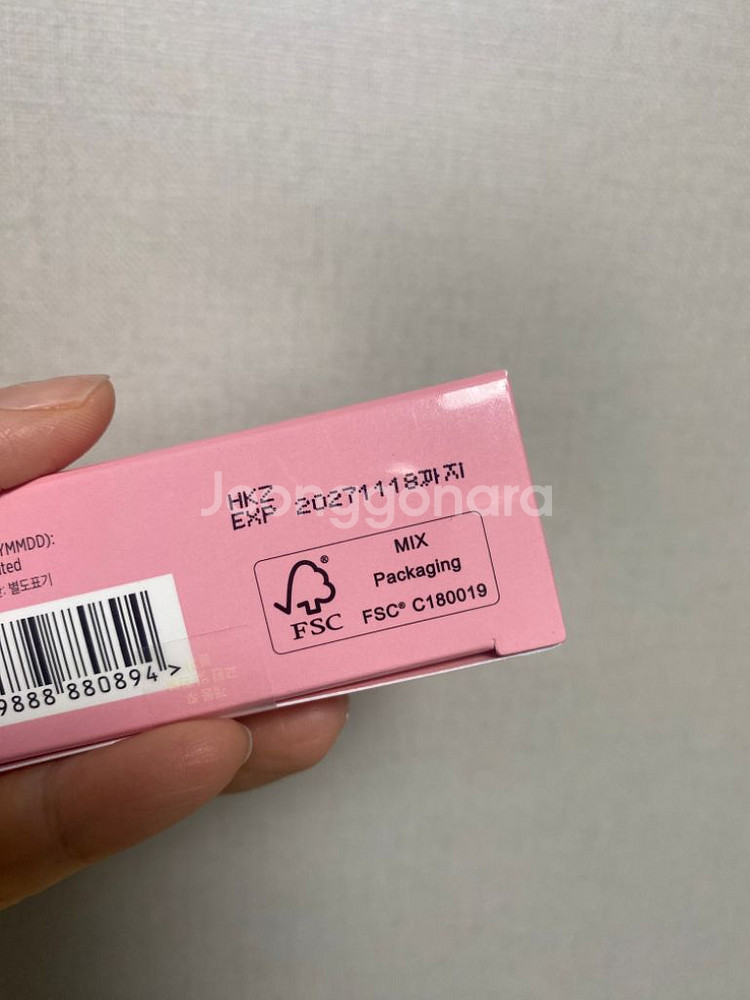 HKZ
EXP 20271118까지
Joonggonara
YMMDD):
ted
: 별도표기
9888 880894 >
FSC®
MIX
Packaging
FSC® C180019